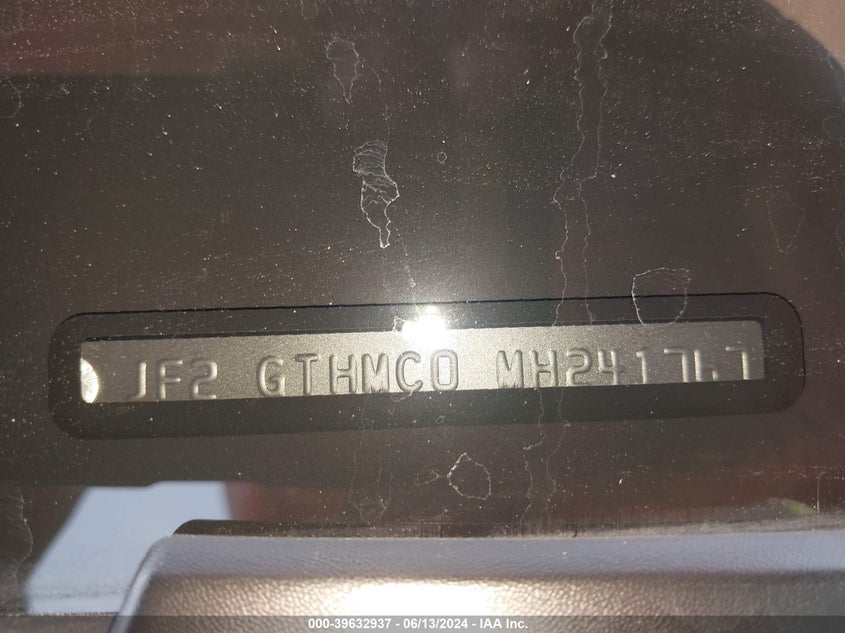 JF2 GTHMC0 MH241767
000-39632937 - 06/13/2024 - IAA Inc.